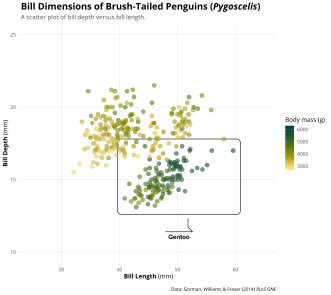 Bill Dimensions of Brush-Tailed Penguins (Pygoscelis)
A scatter plot of bill depth versus bill length.
25
20
15
10
Bill Depth (mm)
30
40
50
60
Bill Length (mm)
Gentoo
Body mass (g)
6000
5000
4000
3000
Data: Gorman, Williams & Fraser (2014) PLoS ONE